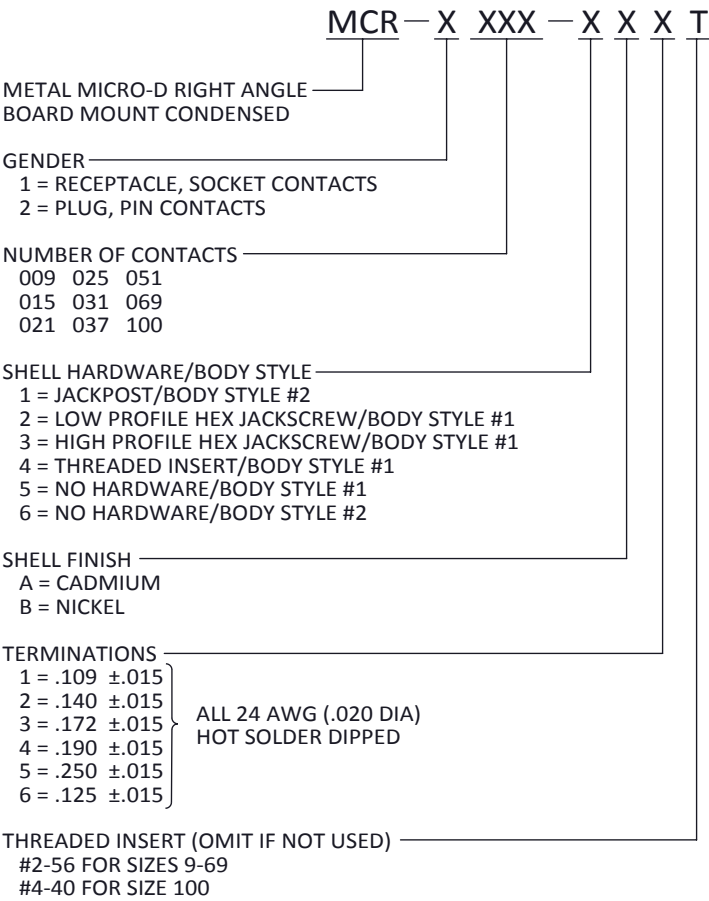 MCR — X XXX — X X X T
METAL MICRO-D RIGHT ANGLE
BOARD MOUNT CONDENSED
GENDER
1 = RECEPTACLE, SOCKET CONTACTS
2 = PLUG, PIN CONTACTS
NUMBER OF CONTACTS
009 025 051
015 031 069
021 037 100
SHELL HARDWARE/BODY STYLE
1 = JACKPOST/BODY STYLE #2
2 = LOW PROFILE HEX JACKSCREW/BODY STYLE #1
3 = HIGH PROFILE HEX JACKSCREW/BODY STYLE #1
4 = THREADED INSERT/BODY STYLE #1
5 = NO HARDWARE/BODY STYLE #1
6 = NO HARDWARE/BODY STYLE #2
SHELL FINISH
A = CADMIUM
B = NICKEL
TERMINATIONS
1 = .109 ±.015
2 = .140 ±.015
3 = .172 ±.015
4 = .190 ±.015
5 = .250 ±.015
6 = .125 ±.015
ALL 24 AWG (.020 DIA)
HOT SOLDER DIPPED
THREADED INSERT (OMIT IF NOT USED)
#2-56 FOR SIZES 9-69
#4-40 FOR SIZE 100